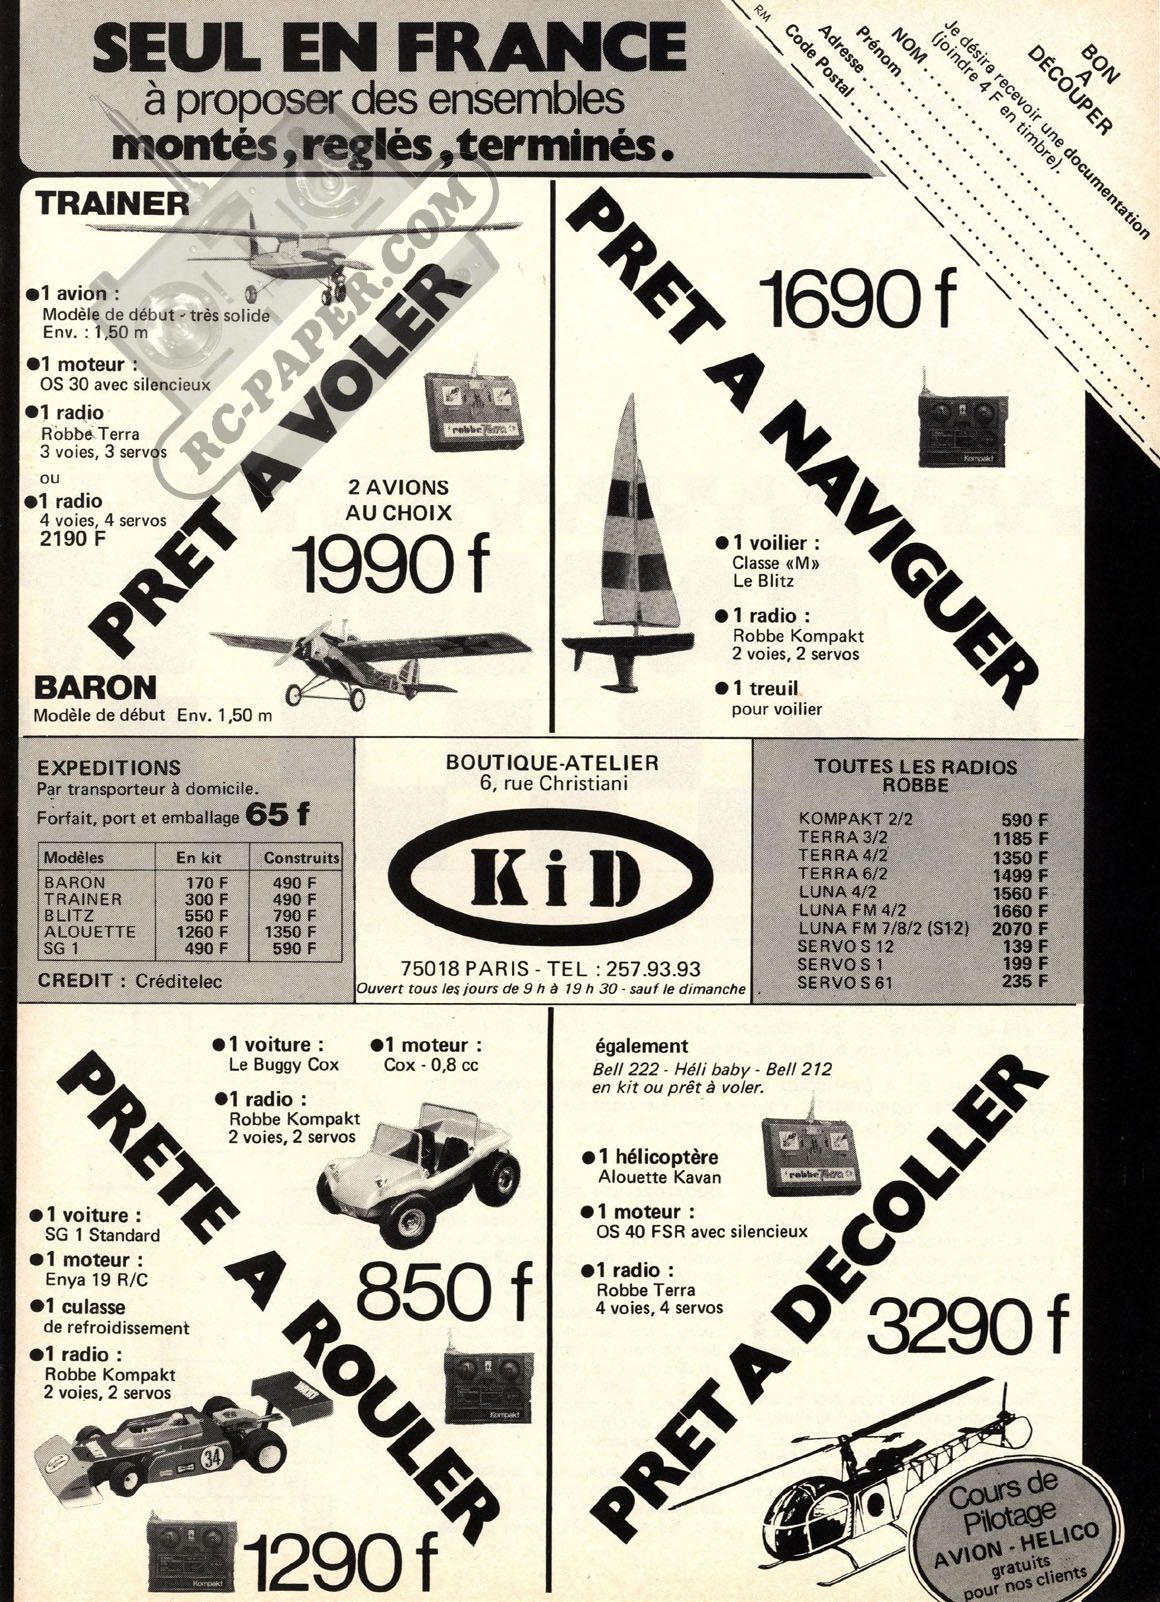 SEUL EN FRANCE
à proposer des ensembles
montés, reglés, terminés.
RM
BON
A
DÉCOUPER
Je désire recevoir une documentation
(joindre 4 F en timbre).
NOM
Prénom
Adresse
Code Postal
TRAINER
●1 avion :
Modèle de début - très solide
Env. : 1,50 m
●1 moteur :
OS 30 avec silencieux
●1 radio
Robbe Terra
3 voies, 3 servos
ou
●1 radio
4 voies, 4 servos
2190 F
PRET A VOLER
RC-PAPER.COM
robbe Terra
2 AVIONS
AU CHOIX
1990 f
BARON
Modèle de début Env. 1,50 m
PRET A NAVIGUER
1690 f
Kompakt
●1 voilier :
Classe «M»
Le Blitz
●1 radio :
Robbe Kompakt
2 voies, 2 servos
●1 treuil
pour voilier
EXPEDITIONS
Par transporteur à domicile.
Forfait, port et emballage 65 f
Modèles En kit Construits
BARON 170 F 490 F
TRAINER 300 F 490 F
BLITZ 550 F 790 F
ALOUETTE 1260 F 1350 F
SG 1 490 F 590 F
CREDIT : Créditelec
BOUTIQUE-ATELIER
6, rue Christiani
KiD
75018 PARIS - TEL : 257.93.93
Ouvert tous les jours de 9 h à 19 h 30 - sauf le dimanche
TOUTES LES RADIOS
ROBBE
KOMPAKT 2/2 590 F
TERRA 3/2 1185 F
TERRA 4/2 1350 F
TERRA 6/2 1499 F
LUNA 4/2 1560 F
LUNA FM 4/2 1660 F
LUNA FM 7/8/2 (S12) 2070 F
SERVO S 12 139 F
SERVO S 1 199 F
SERVO S 61 235 F
●1 voiture :
Le Buggy Cox
●1 moteur :
Cox - 0,8 cc
●1 radio :
Robbe Kompakt
2 voies, 2 servos
PRETE A ROULER
●1 voiture :
SG 1 Standard
●1 moteur :
Enya 19 R/C
●1 culasse
de refroidissement
●1 radio :
Robbe Kompakt
2 voies, 2 servos
850 f
Kompakt
34
Kompakt
1290 f
également
Bell 222 - Héli baby - Bell 212
en kit ou prêt à voler.
●1 hélicoptère
Alouette Kavan
●1 moteur :
OS 40 FSR avec silencieux
●1 radio :
Robbe Terra
4 voies, 4 servos
robbe Terra
PRET A DECOLLER
3290 f
Cours de
Pilotage
AVION - HELICO
gratuits
pour nos clients